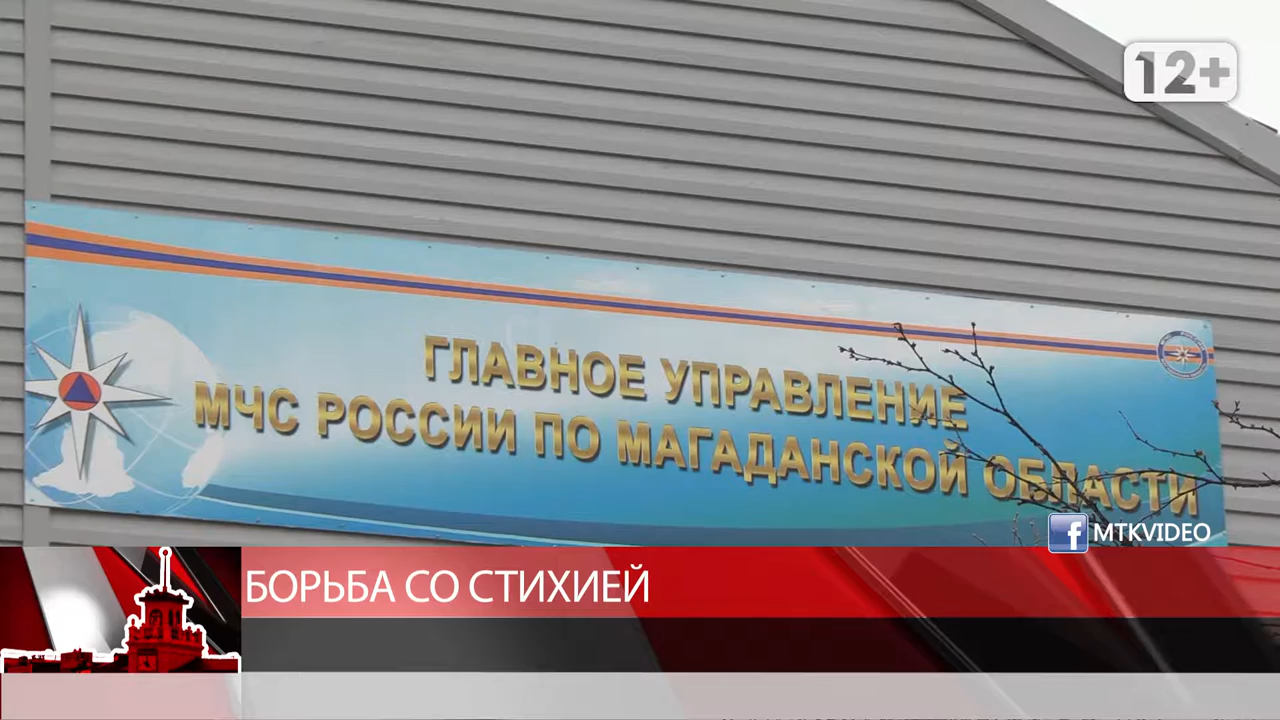 12+
ГЛАВНОЕ УПРАВЛЕНИЕ
МЧС РОССИИ ПО МАГАДАНСКОЙ ОБЛАСТИ
f MTKVIDEO
БОРЬБА СО СТИХИЕЙ